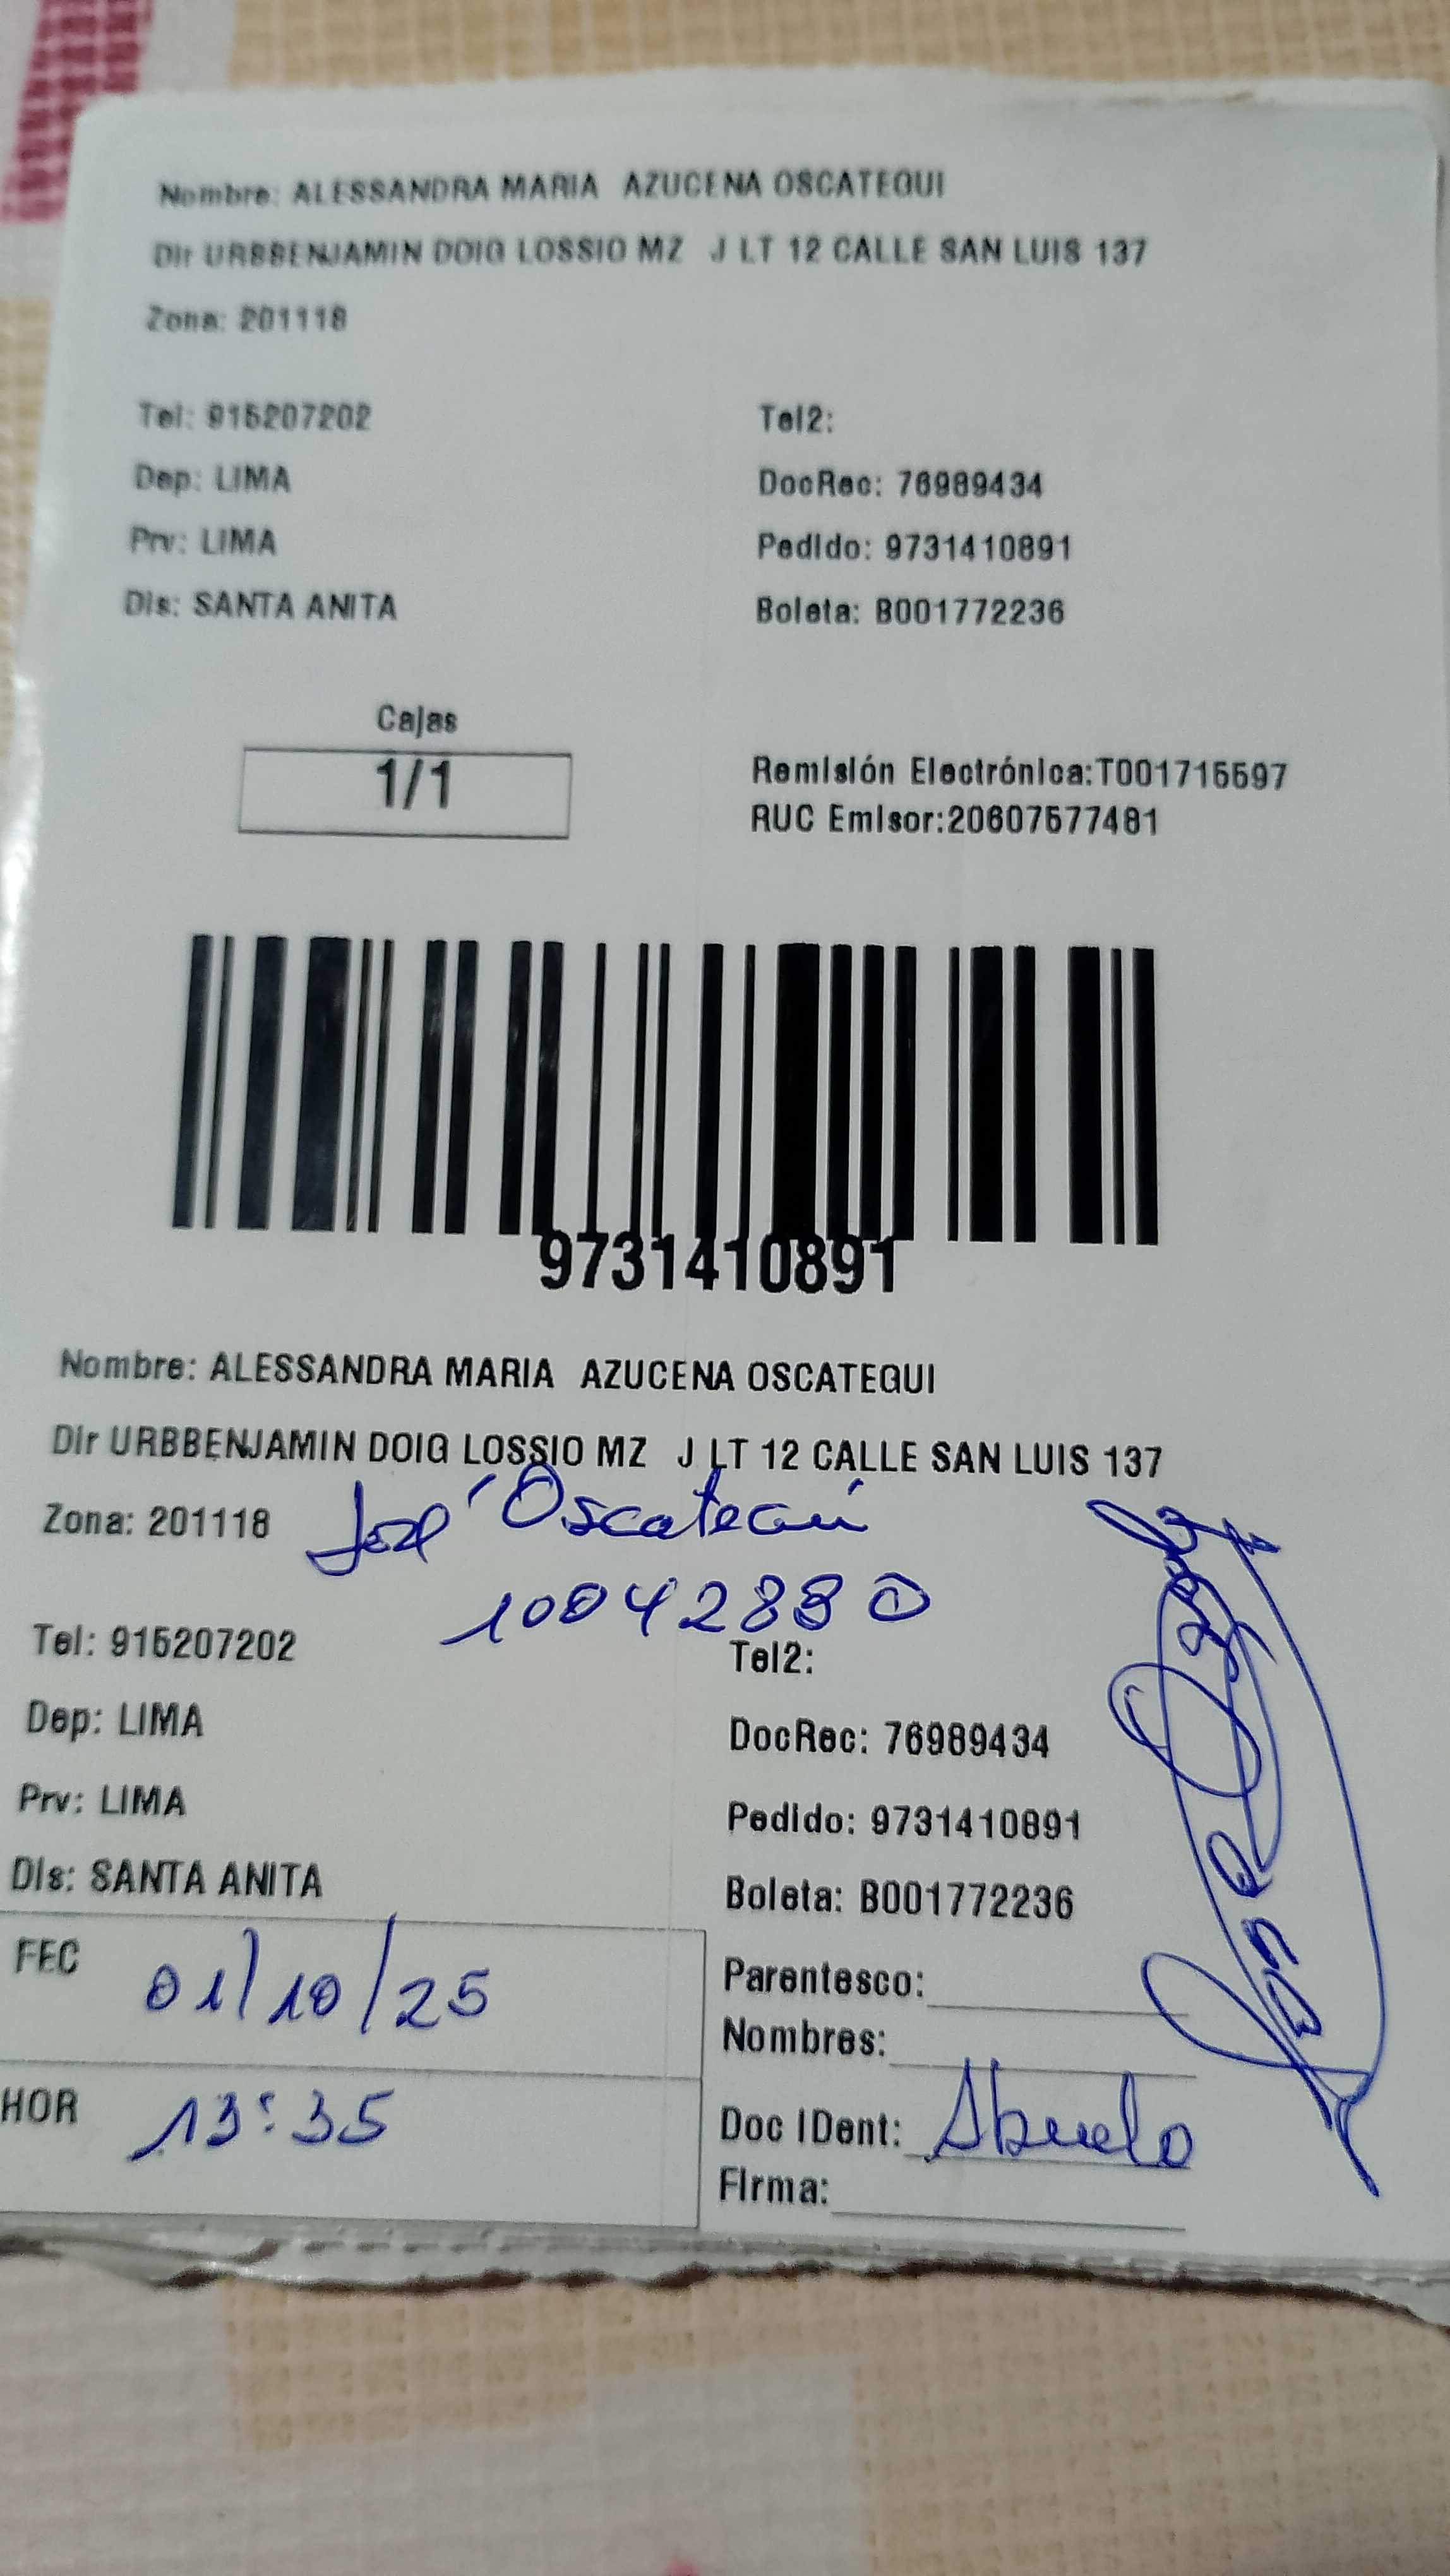 Nombre: ALESSANDRA MARIA AZUCENA OSCATEGUI
Dir URBBENJAMIN DOIG LOSSIO MZ J LT 12 CALLE SAN LUIS 137
Zona: 201118
Tel: 915207202 Tel2:
Dep: LIMA DocRec: 76989434
Prv: LIMA Pedido: 9731410891
Dis: SANTA ANITA Boleta: B001772236
Cajas
1/1
Remisión Electrónica:T001715597
RUC Emisor:20607577481
9731410891
Nombre: ALESSANDRA MARIA AZUCENA OSCATEGUI
Dir URBBENJAMIN DOIG LOSSIO MZ J LT 12 CALLE SAN LUIS 137
Zona: 201118 José Oscategui
10042880
Tel: 915207202 Tel2:
Dep: LIMA DocRec: 76989434
Prv: LIMA Pedido: 9731410891
Dis: SANTA ANITA Boleta: B001772236
FEC 01/10/25
Parentesco:
Nombres:
HOR 13:35
Doc IDent: Abuelo
Firma: